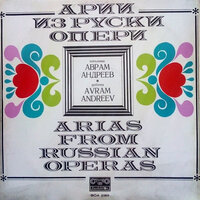 АРИИ
ИЗ РУСКИ
ОПЕРИ
АВРАМ
АНДРЕЕВ
AVRAM
ANDREEV
ARIAS
FROM
RUSSIAN
OPERAS